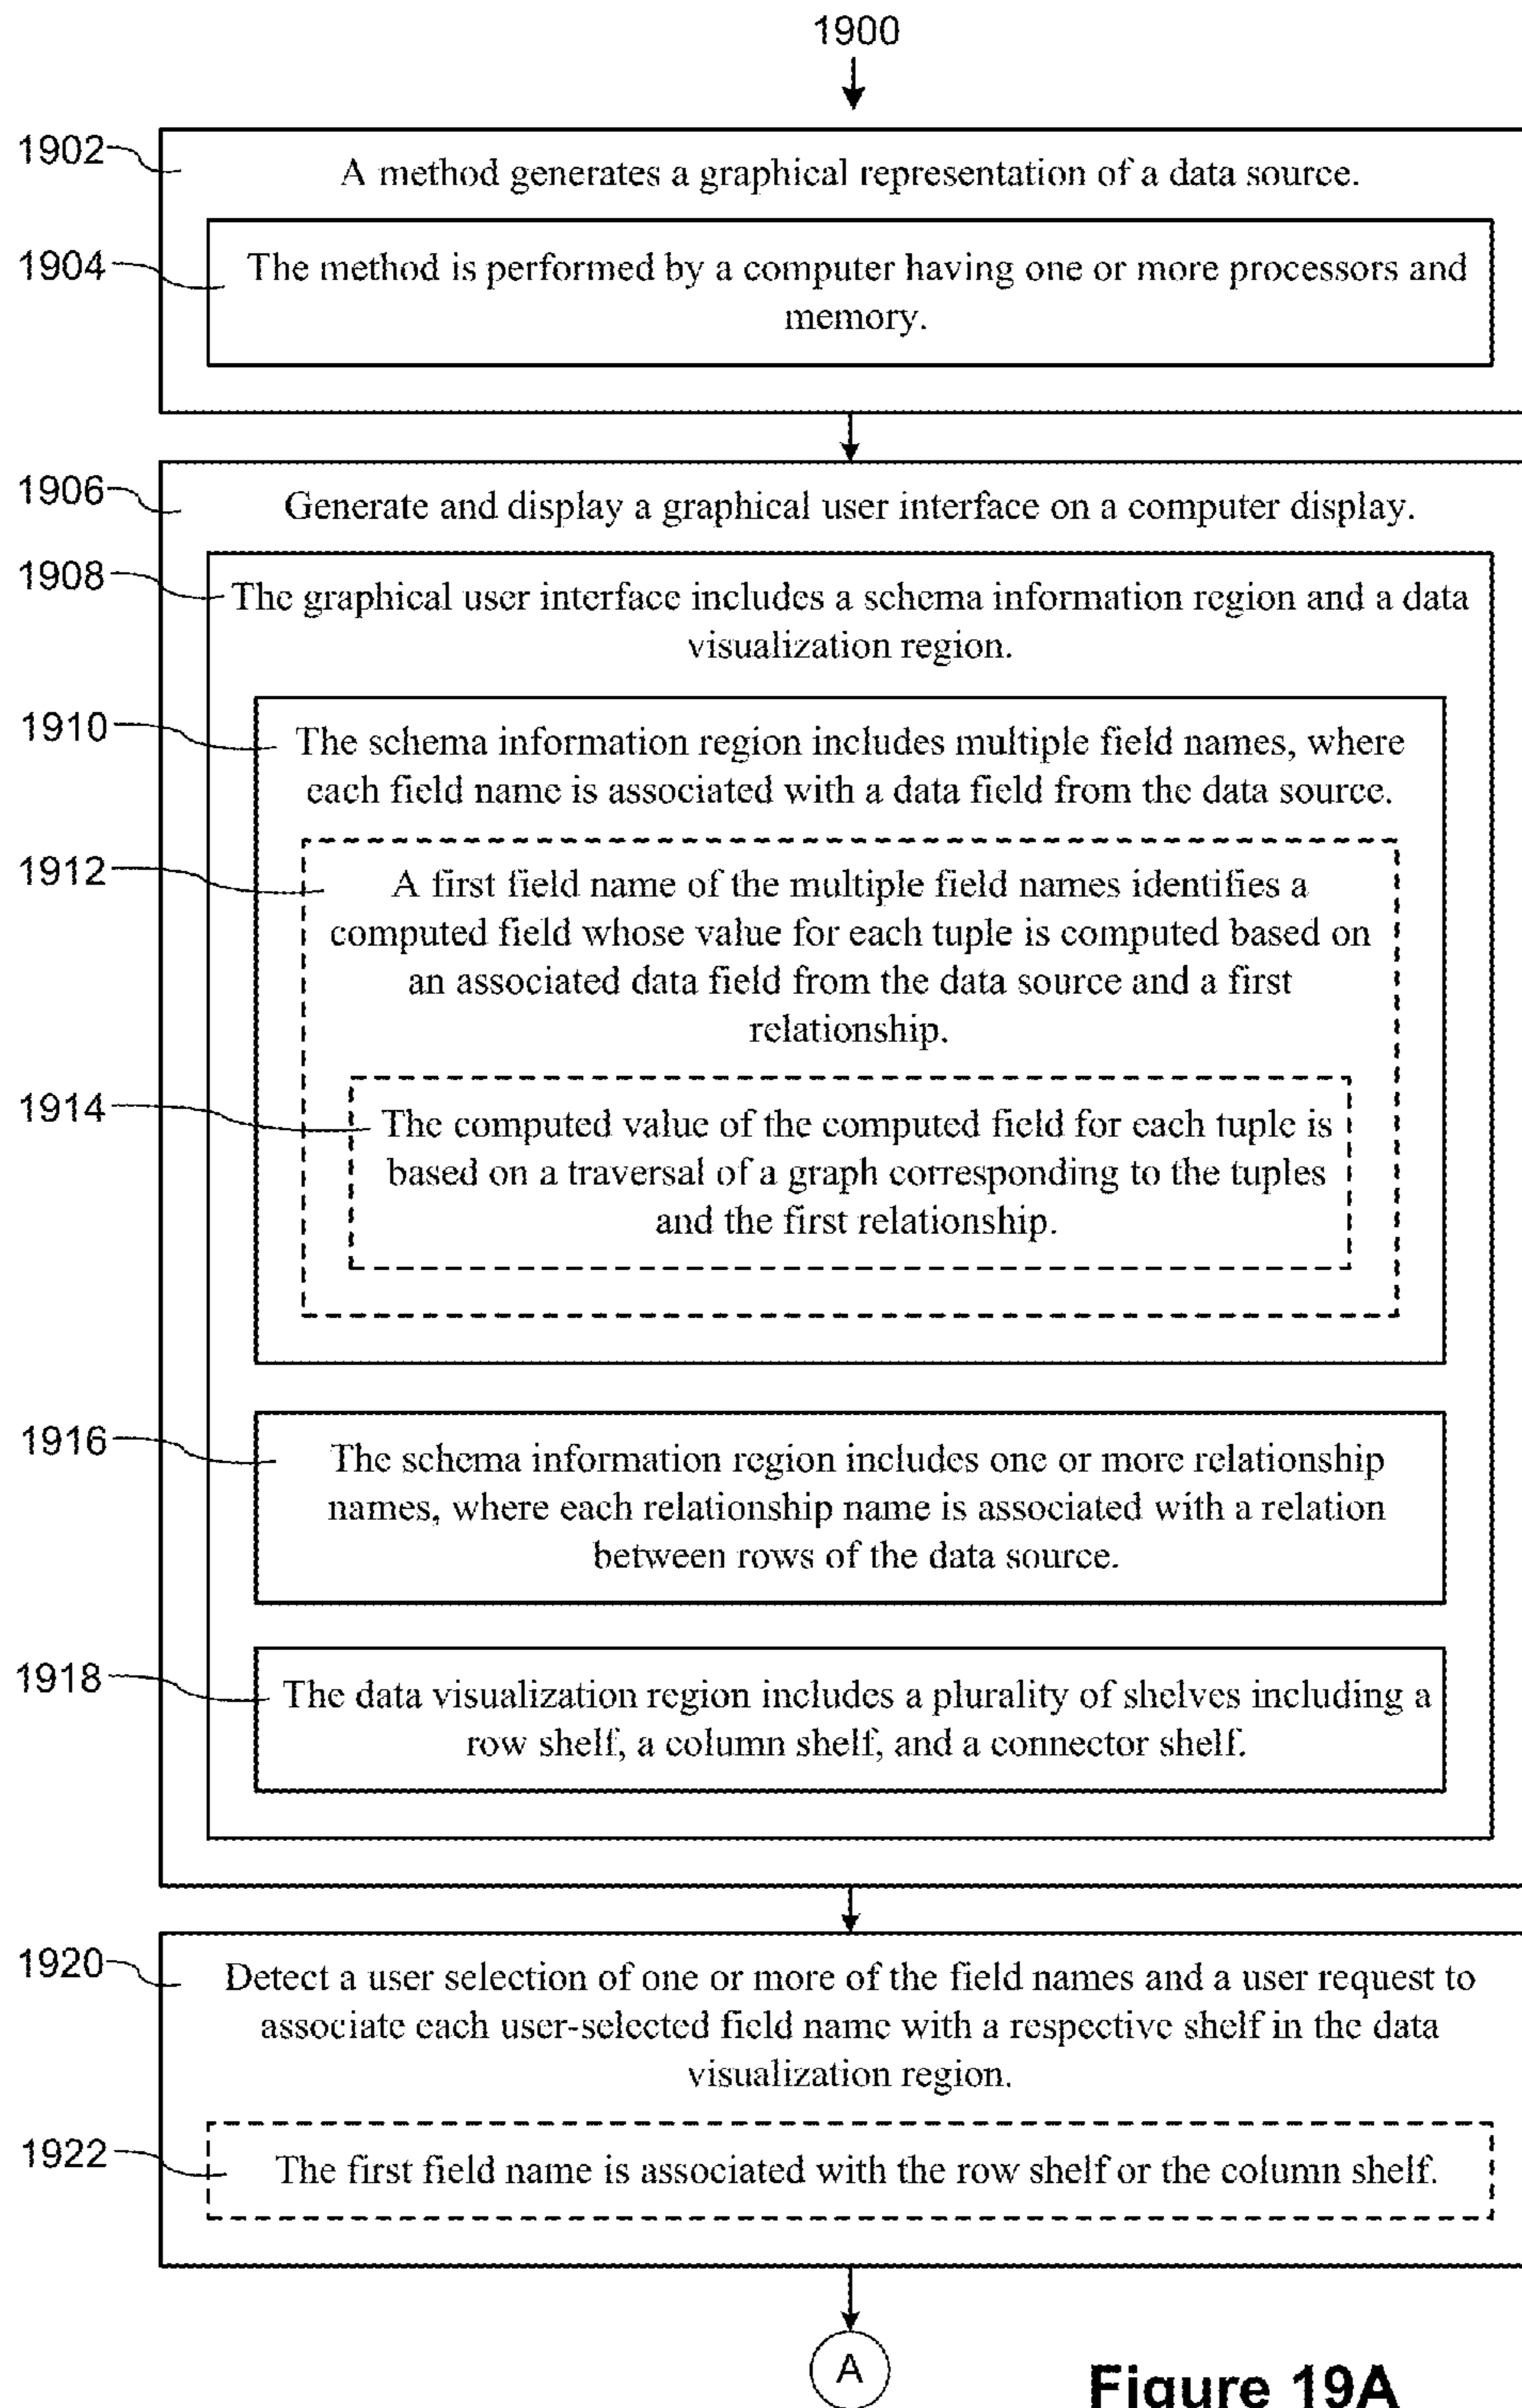 1900
1902
A method generates a graphical representation of a data source.
1904
The method is performed by a computer having one or more processors and
memory.
1906
Generate and display a graphical user interface on a computer display.
1908
The graphical user interface includes a schema information region and a data
visualization region.
1910
The schema information region includes multiple field names, where
each field name is associated with a data field from the data source.
1912
A first field name of the multiple field names identifies a
computed field whose value for each tuple is computed based on
an associated data field from the data source and a first
relationship.
1914
The computed value of the computed field for each tuple is
based on a traversal of a graph corresponding to the tuples
and the first relationship.
1916
The schema information region includes one or more relationship
names, where each relationship name is associated with a relation
between rows of the data source.
1918
The data visualization region includes a plurality of shelves including a
row shelf, a column shelf, and a connector shelf.
1920
Detect a user selection of one or more of the field names and a user request to
associate each user-selected field name with a respective shelf in the data
visualization region.
1922
The first field name is associated with the row shelf or the column shelf.
A
Figure 19A